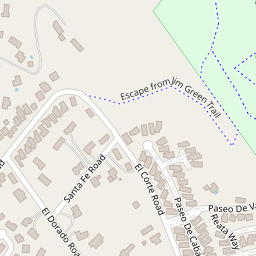 Escape from Jim Green Trail
Santa Fe Road
El Corte Road
El Dorado Roa
Paseo De Caba
Paseo De Va
Reata Way